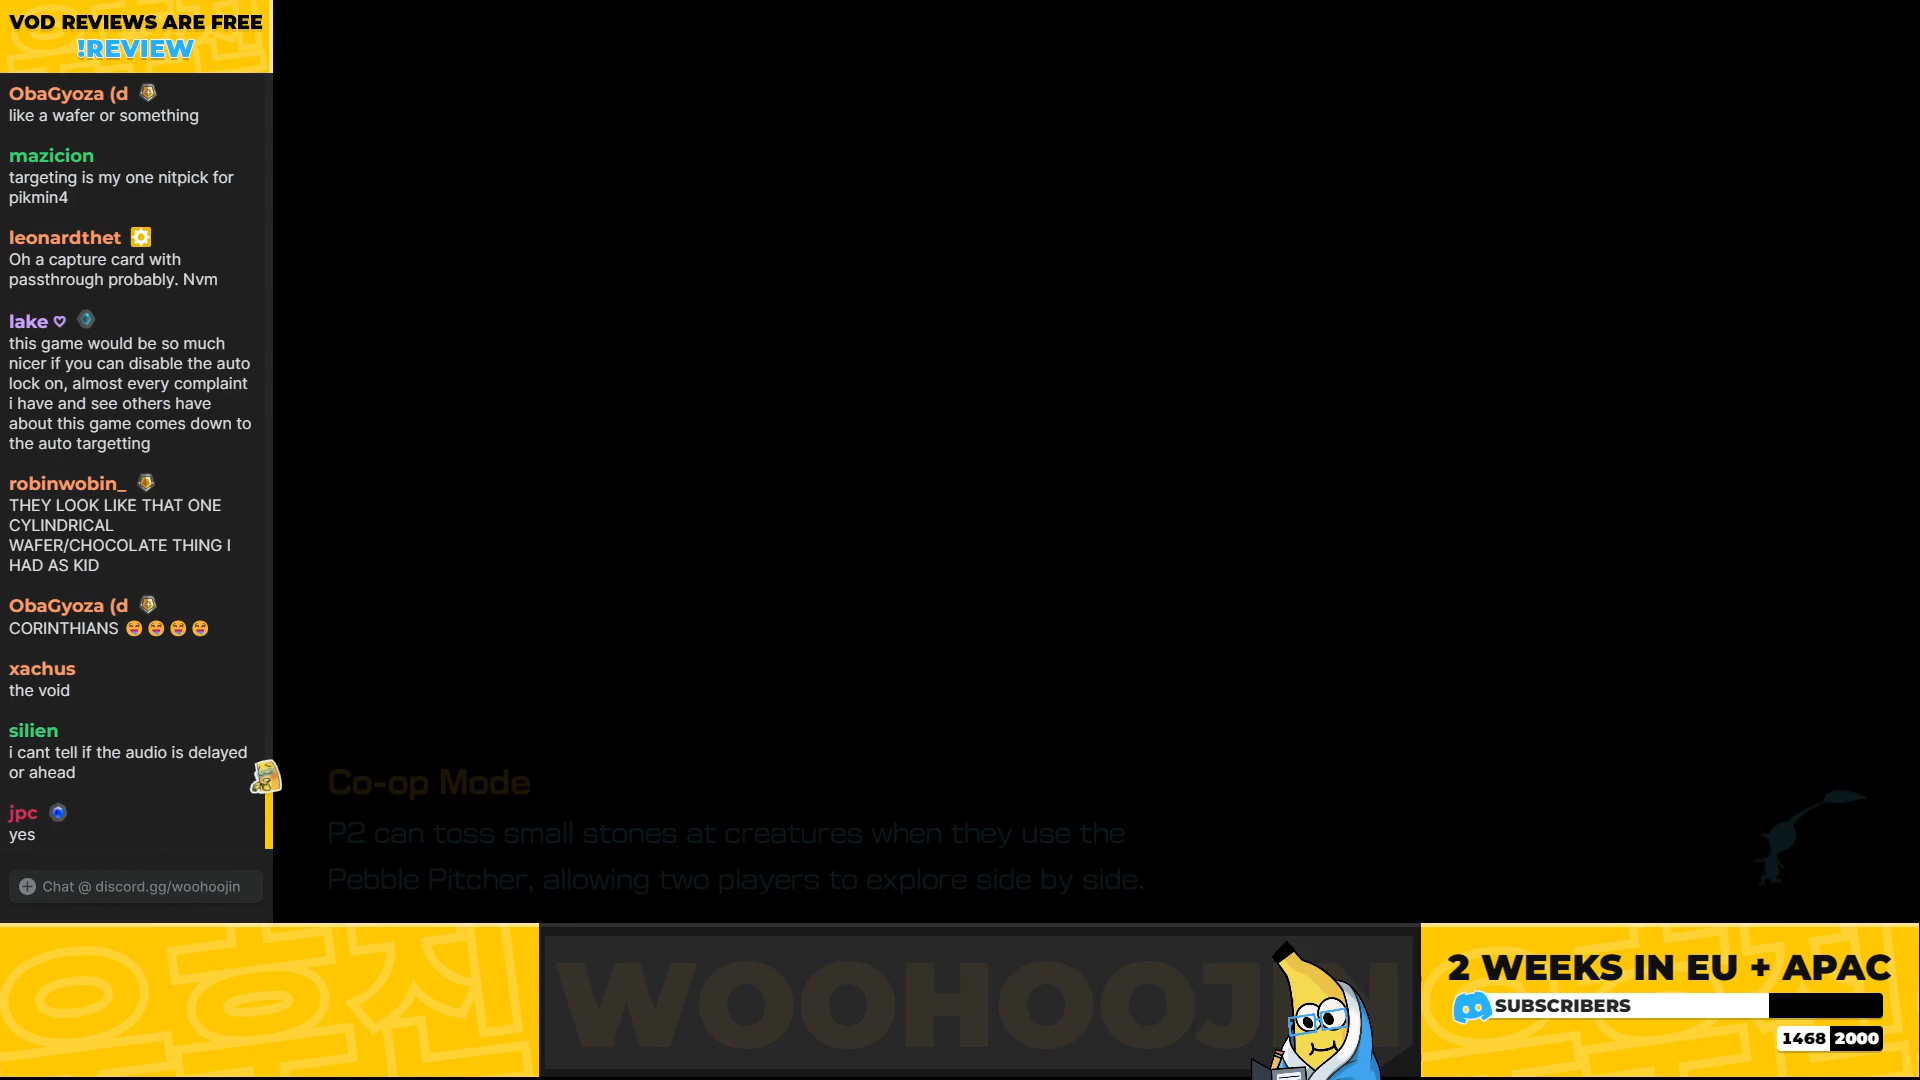 VOD REVIEWS ARE FREE
!REVIEW
ObaGyoza (d
like a wafer or something
mazicion
targeting is my one nitpick for
pikmin4
leonardthet
Oh a capture card with
passthrough probably. Nvm
lake ♡
this game would be so much
nicer if you can disable the auto
lock on, almost every complaint
i have and see others have
about this game comes down to
the auto targetting
robinwobin_
THEY LOOK LIKE THAT ONE
CYLINDRICAL
WAFER/CHOCOLATE THING I
HAD AS KID
ObaGyoza (d
CORINTHIANS 😝 😝 😝 😝
xachus
the void
silien
i cant tell if the audio is delayed
or ahead
jpc
yes
Chat @ discord.gg/woohoojin
Co-op Mode
P2 can toss small stones at creatures when they use the
Pebble Pitcher, allowing two players to explore side by side.
우후진
WOOHOOJIN
2 WEEKS IN EU + APAC
SUBSCRIBERS
1468 2000